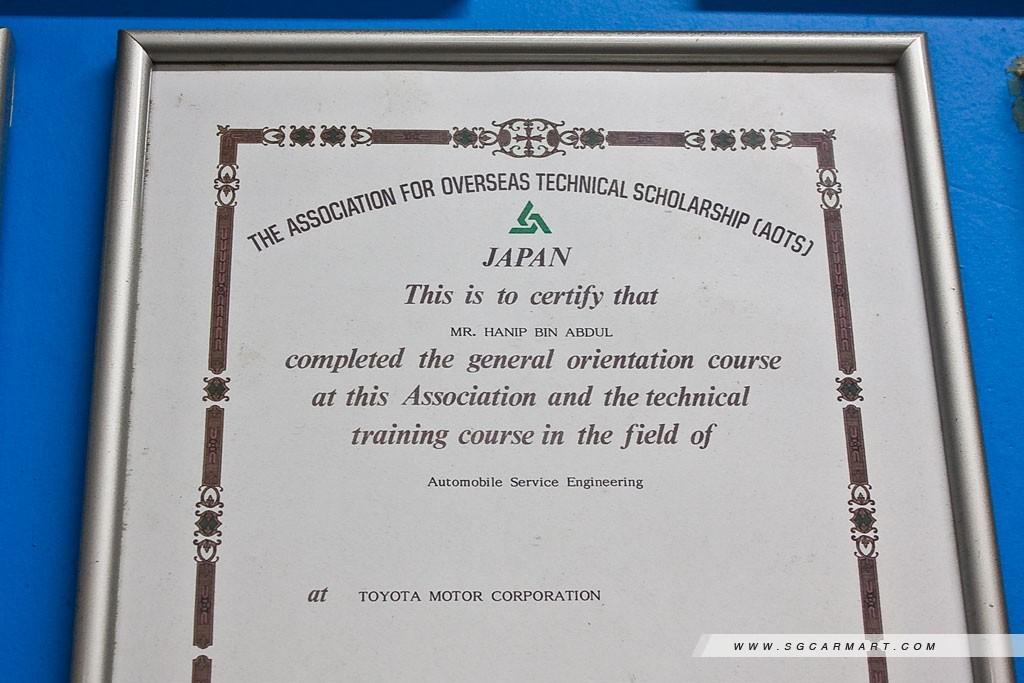 THE ASSOCIATION FOR OVERSEAS TECHNICAL SCHOLARSHIP (AOTS)
JAPAN
This is to certify that
MR. HANIP BIN ABDUL
completed the general orientation course
at this Association and the technical
training course in the field of
Automobile Service Engineering
at TOYOTA MOTOR CORPORATION
WWW.SGCARMART.COM